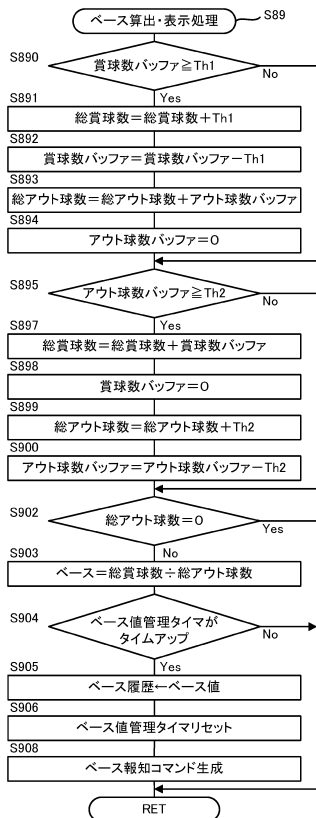 ベース算出・表示処理
S89
S890
賞球数バッファ≧Th1
No
Yes
S891
総賞球数=総賞球数+Th1
S892
賞球数バッファ=賞球数バッファ-Th1
S893
総アウト球数=総アウト球数+アウト球数バッファ
S894
アウト球数バッファ=0
S895
アウト球数バッファ≧Th2
No
Yes
S897
総賞球数=総賞球数+賞球数バッファ
S898
賞球数バッファ=0
S899
総アウト球数=総アウト球数+Th2
S900
アウト球数バッファ=アウト球数バッファ-Th2
S902
総アウト球数=0
Yes
No
S903
ベース=総賞球数÷総アウト球数
S904
ベース値管理タイマが
タイムアップ
No
Yes
S905
ベース履歴←ベース値
S906
ベース値管理タイマリセット
S908
ベース報知コマンド生成
RET